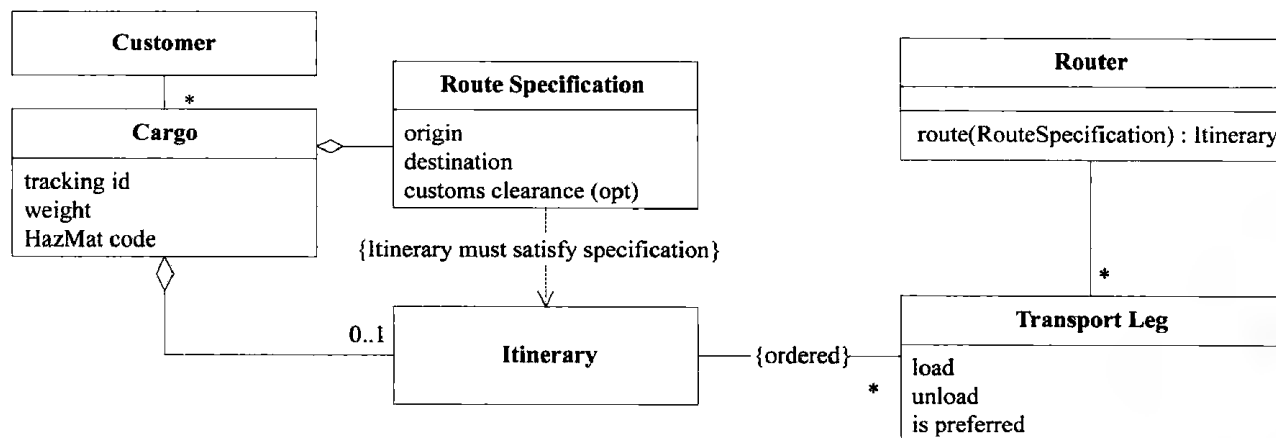 Customer
*
Cargo
tracking id
weight
HazMat code
Route Specification
origin
destination
customs clearance (opt)
{Itinerary must satisfy specification}
Router
route(RouteSpecification) : Itinerary
*
0..1
Itinerary
{ordered}
*
Transport Leg
load
unload
is preferred